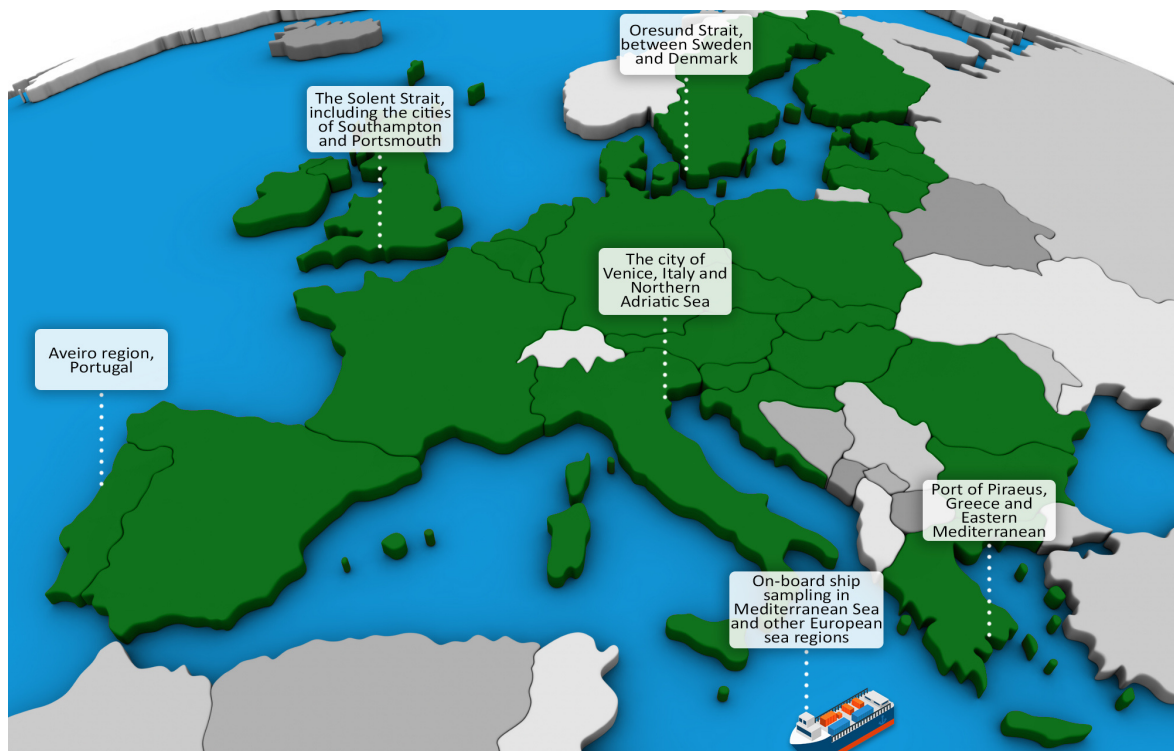 Oresund Strait,
between Sweden
and Denmark
The Solent Strait,
including the cities
of Southampton
and Portsmouth
The city of
Venice, Italy and
Northern
Adriatic Sea
Aveiro region,
Portugal
Port of Piraeus,
Greece and
Eastern
Mediterranean
On-board ship
sampling in
Mediterranean Sea
and other European
sea regions